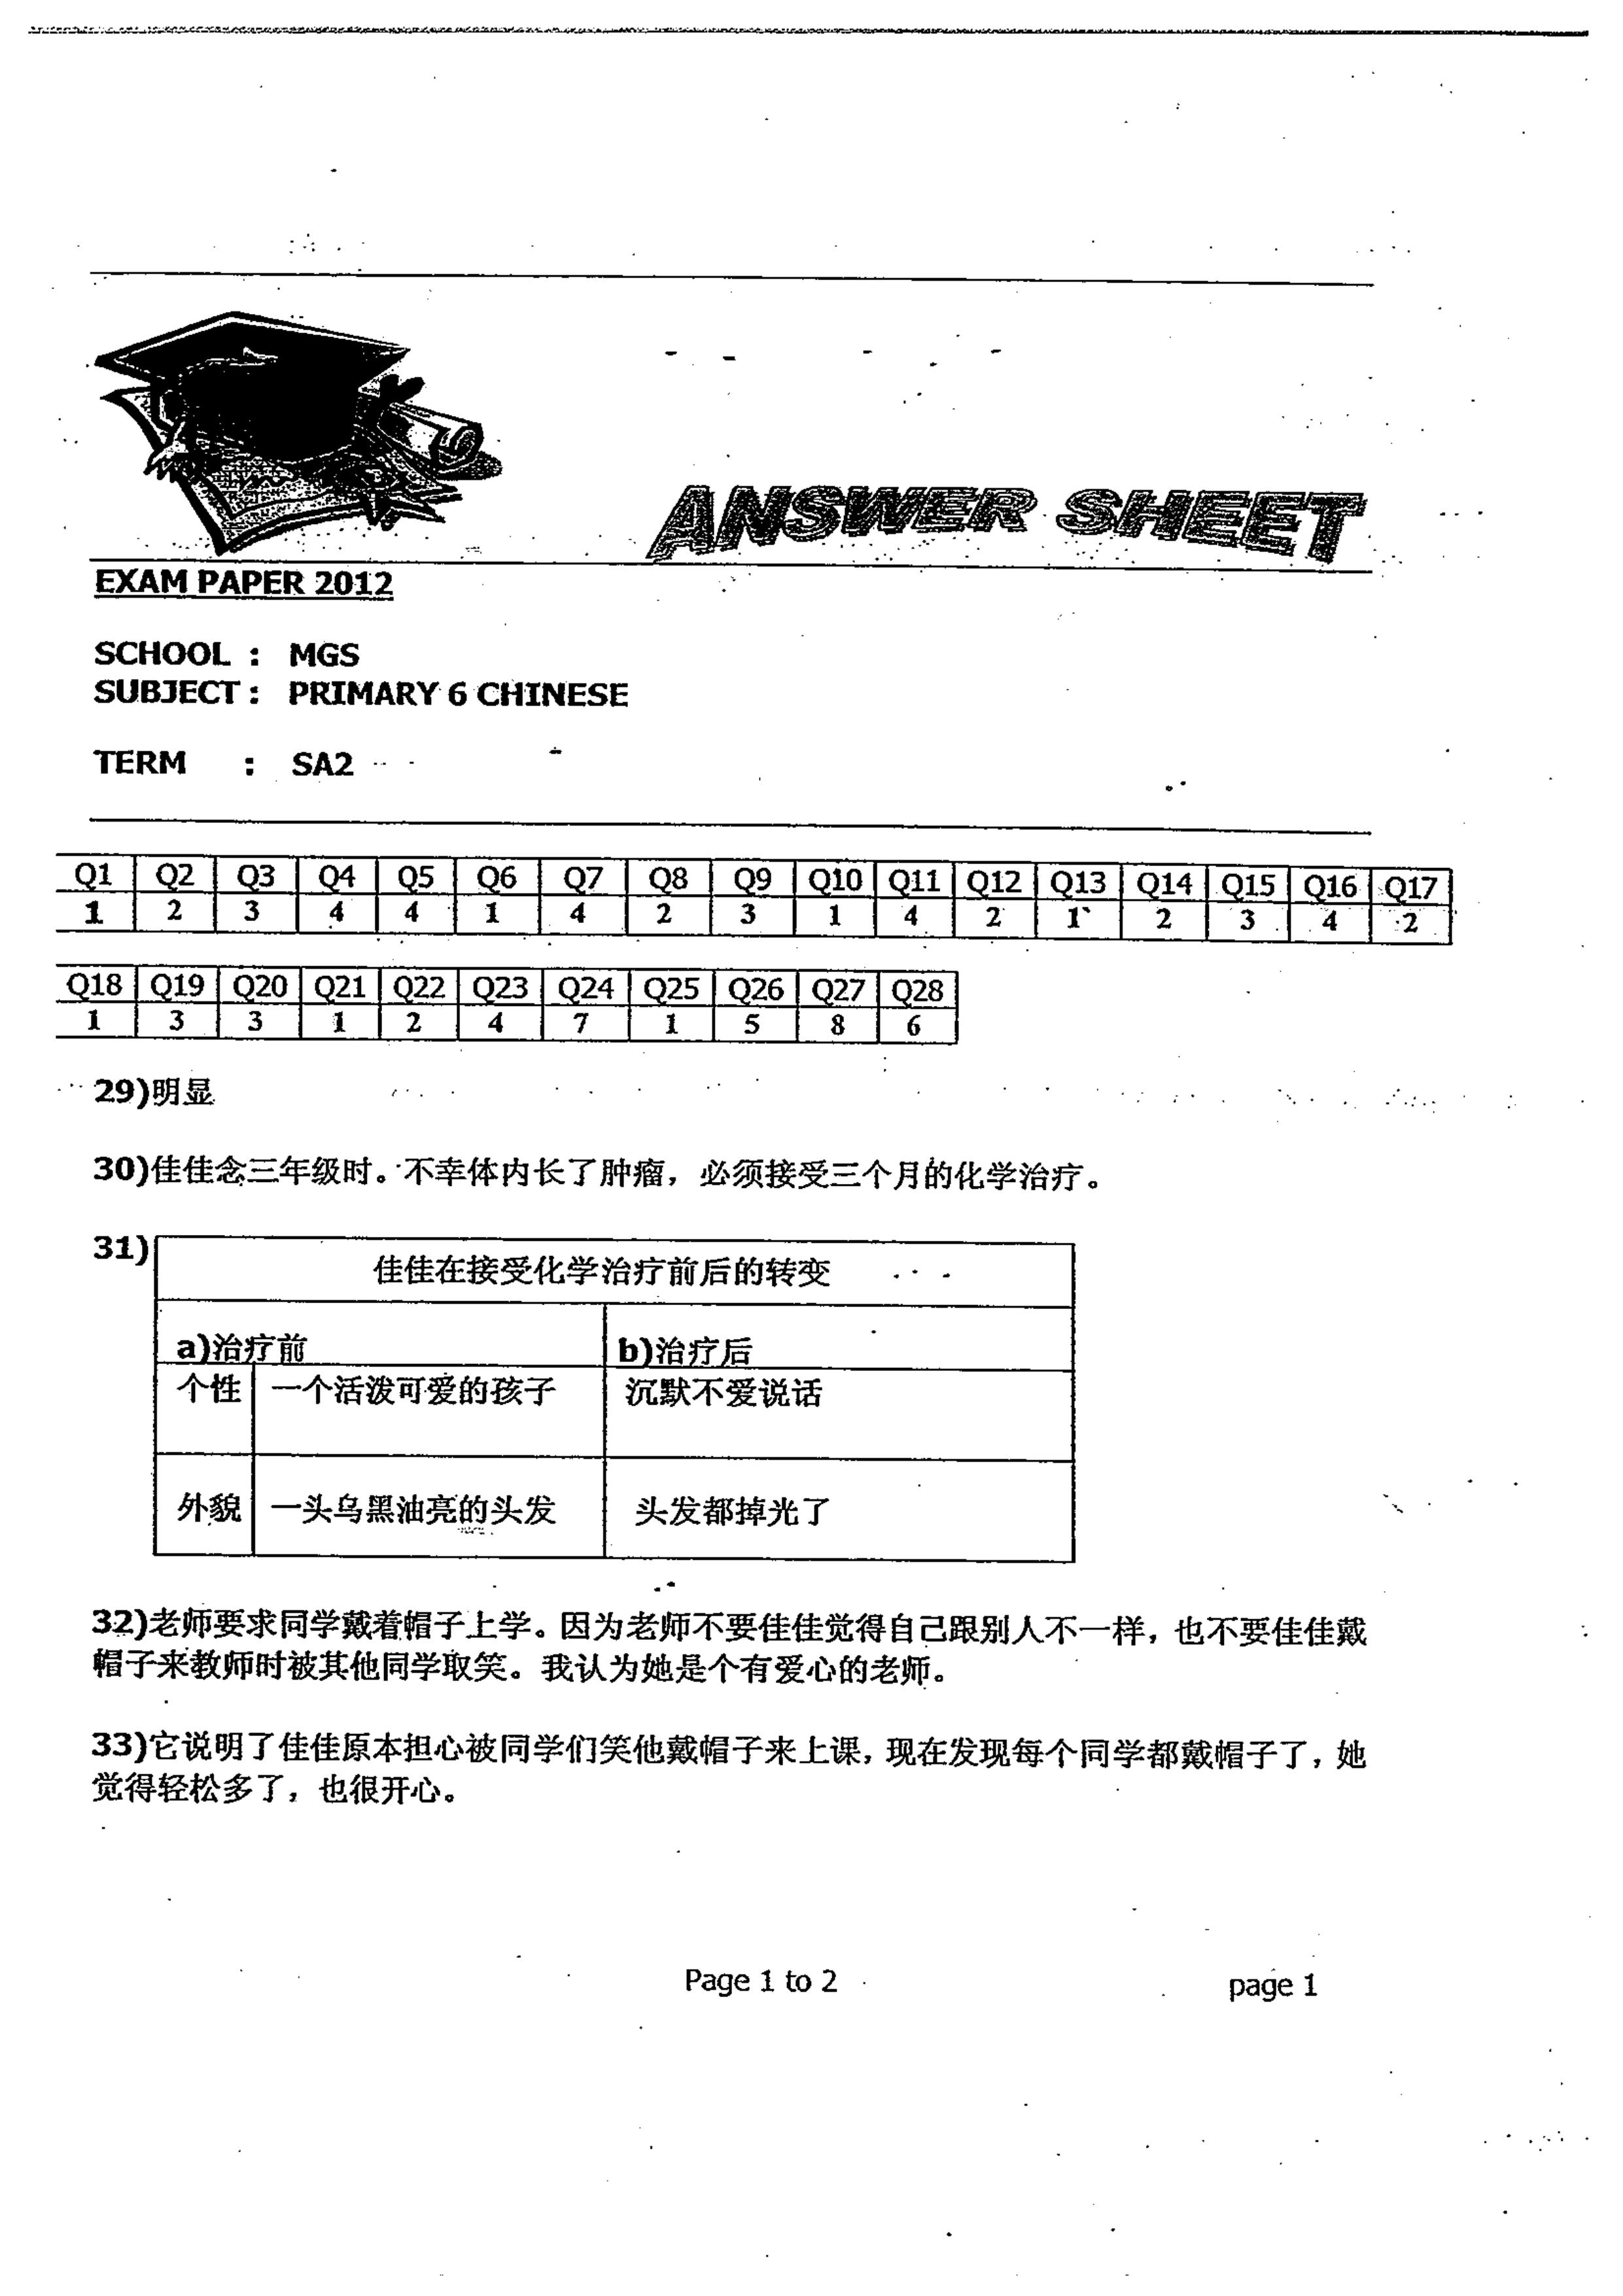 ANSWER SHEET
EXAM PAPER 2012
SCHOOL : MGS
SUBJECT : PRIMARY 6 CHINESE
TERM : SA2
Q1 Q2 Q3 Q4 Q5 Q6 Q7 Q8 Q9 Q10 Q11 Q12 Q13 Q14 Q15 Q16 Q17
1 2 3 4 4 1 4 2 3 1 4 2 1 2 3 4 2
Q18 Q19 Q20 Q21 Q22 Q23 Q24 Q25 Q26 Q27 Q28
1 3 3 1 2 4 7 1 5 8 6
29)明显
30)佳佳念三年级时。不幸体内长了肿瘤，必须接受三个月的化学治疗。
31)
佳佳在接受化学治疗前后的转变
a)治疗前 b)治疗后
个性 一个活泼可爱的孩子 沉默不爱说话
外貌 一头乌黑油亮的头发 头发都掉光了
32)老师要求同学戴着帽子上学。因为老师不要佳佳觉得自己跟别人不一样，也不要佳佳戴
帽子来教师时被其他同学取笑。我认为她是个有爱心的老师。
33)它说明了佳佳原本担心被同学们笑他戴帽子来上课，现在发现每个同学都戴帽子了，她
觉得轻松多了，也很开心。
Page 1 to 2 page 1